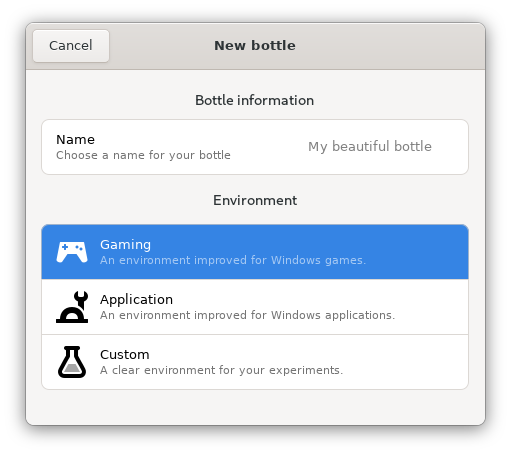 Cancel
New bottle
Bottle information
Name
Choose a name for your bottle
My beautiful bottle
Environment
Gaming
An environment improved for Windows games.
Application
An environment improved for Windows applications.
Custom
A clear environment for your experiments.